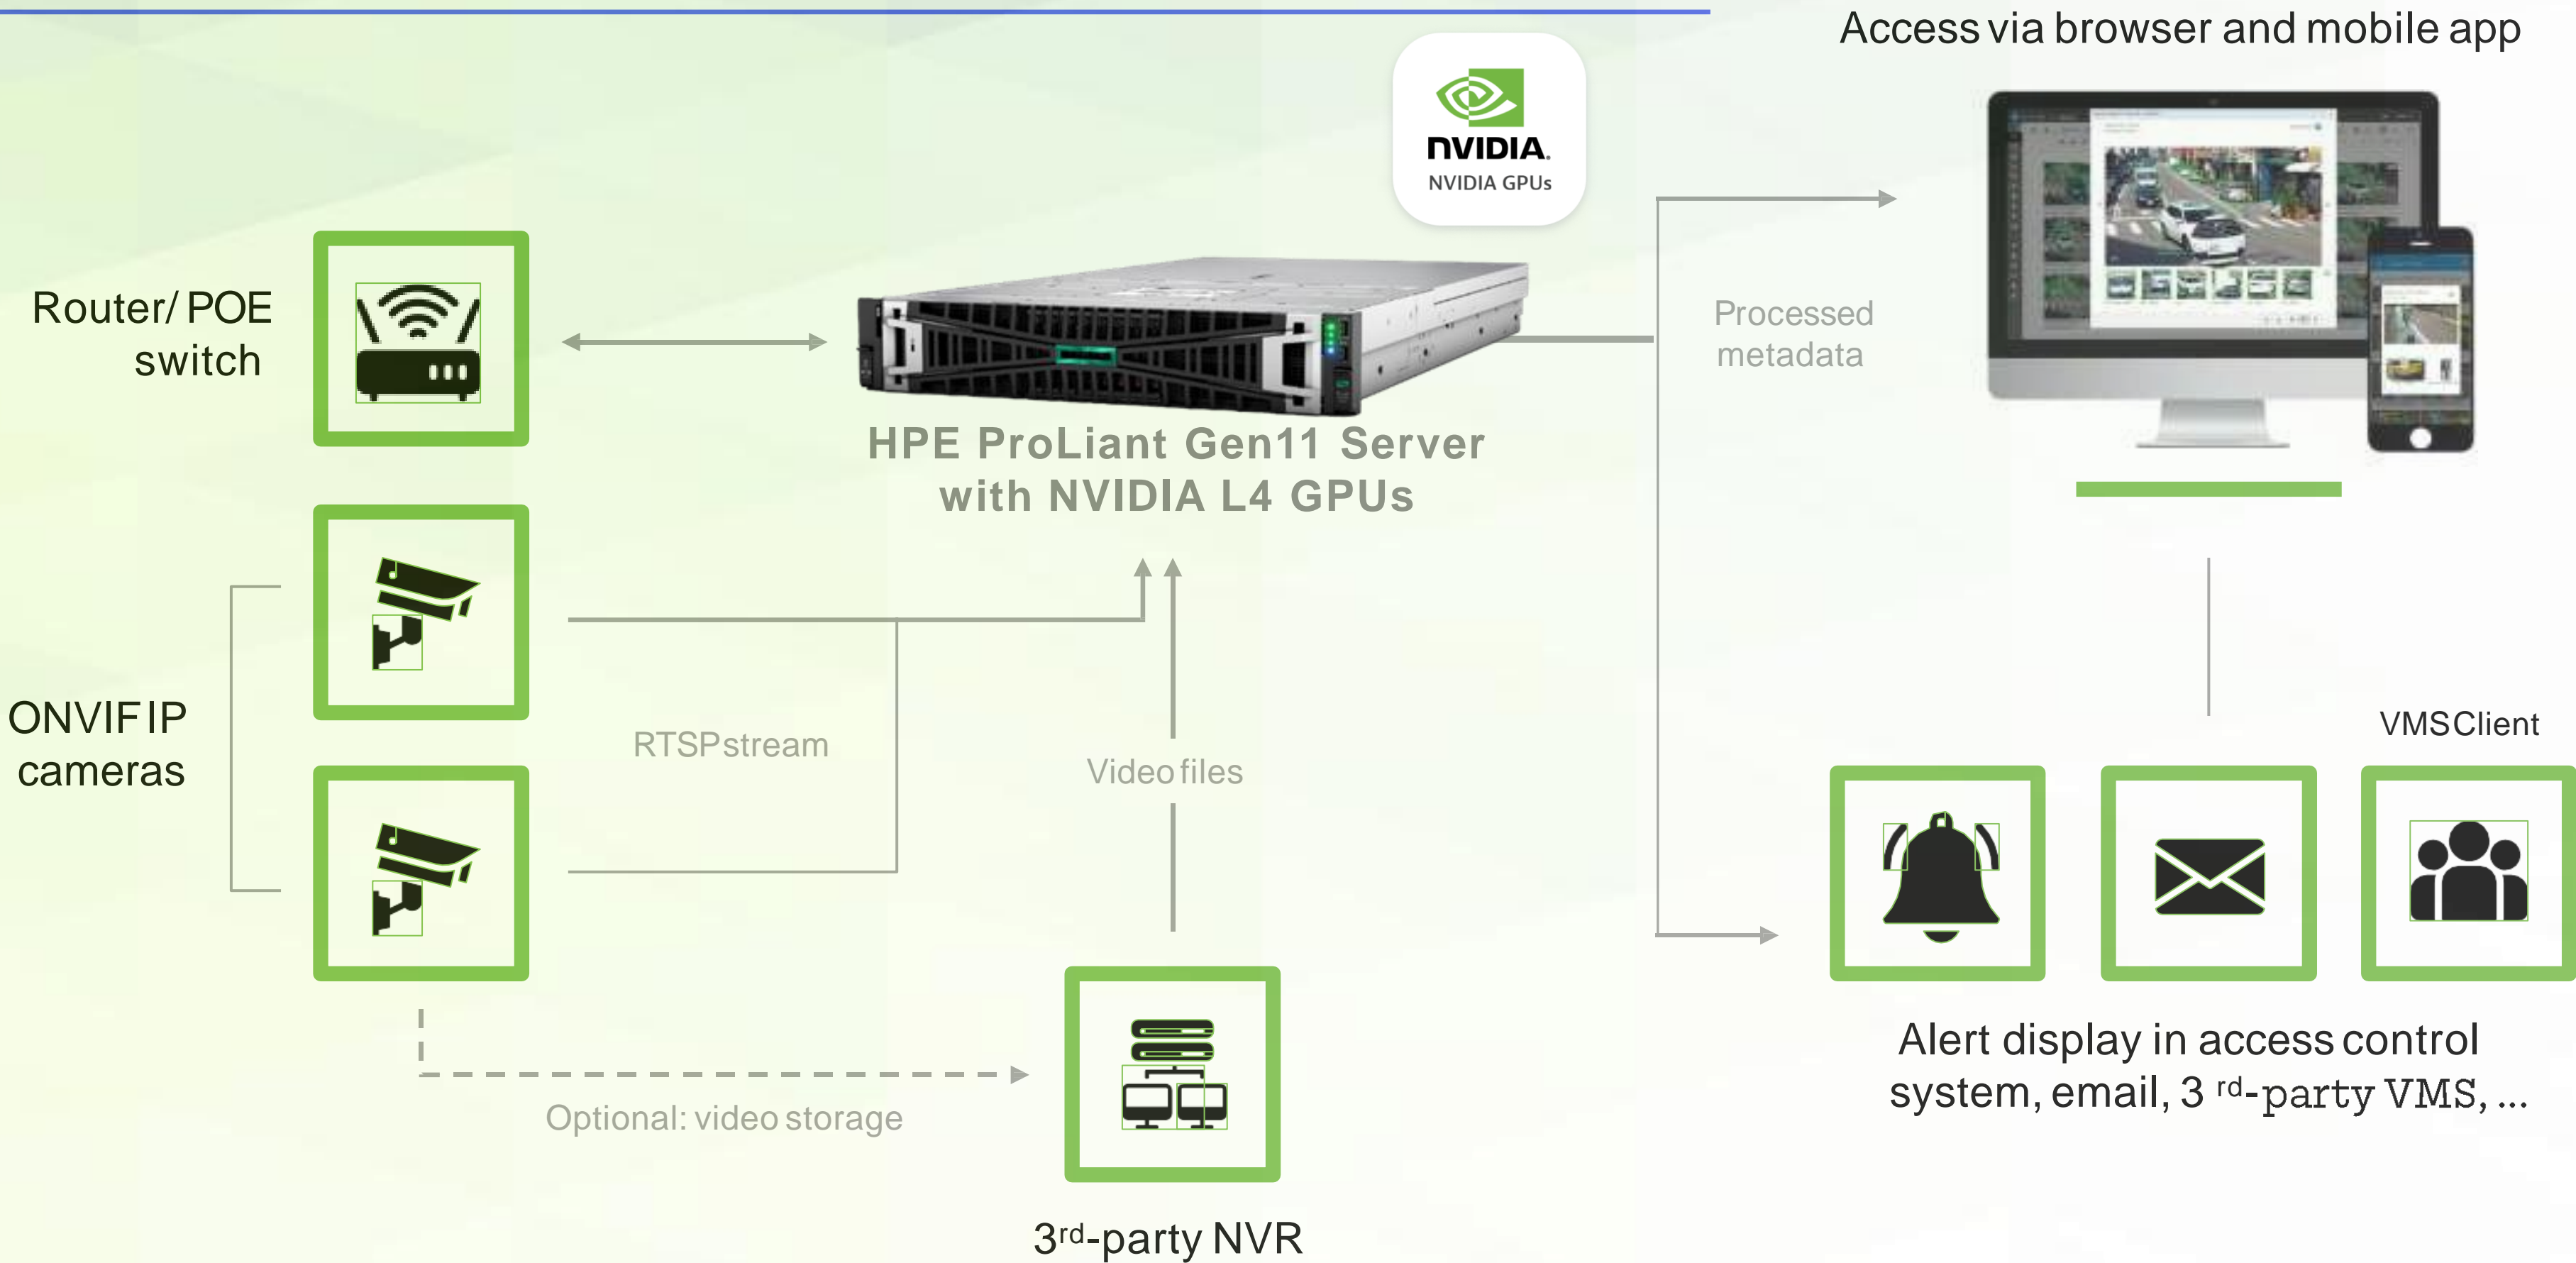 Access via browser and mobile app
NVIDIA.
NVIDIA GPUs
Router/ POE
switch
HPE ProLiant Gen11 Server
with NVIDIA L4 GPUs
Processed
metadata
ONVIF IP
cameras
RTSP stream
Video files
VMS Client
Optional: video storage
Alert display in access control
system, email, 3 rd-party VMS, ...
3rd-party NVR